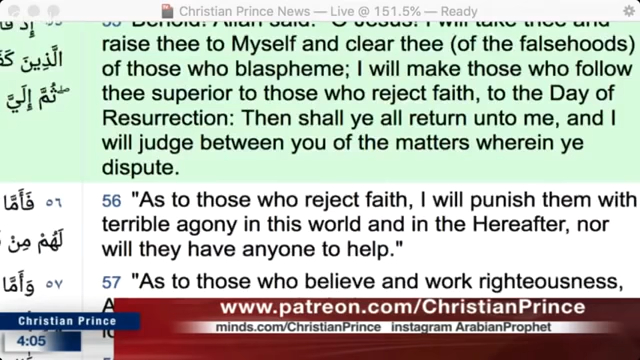 Christian Prince News — Live @ 151.5% — Ready
55 Behold! Allah said: "O Jesus! I will take thee and
raise thee to Myself and clear thee (of the falsehoods)
of those who blaspheme; I will make those who follow
thee superior to those who reject faith, to the Day of
Resurrection: Then shall ye all return unto me, and I
will judge between you of the matters wherein ye
dispute.
الَّذِينَ
ثُمَّ إِلَيَّ
56 "As to those who reject faith, I will punish them with
terrible agony in this world and in the Hereafter, nor
will they have anyone to help."
٥٦ فَأَمَّا
لَهُمْ مِنْ
57 "As to those who believe and work righteousness,
٥٧ وَأَمَّا
www.patreon.com/ChristianPrince
minds.com/ChristianPrince instagram ArabianProphet
Christian Prince
4:05